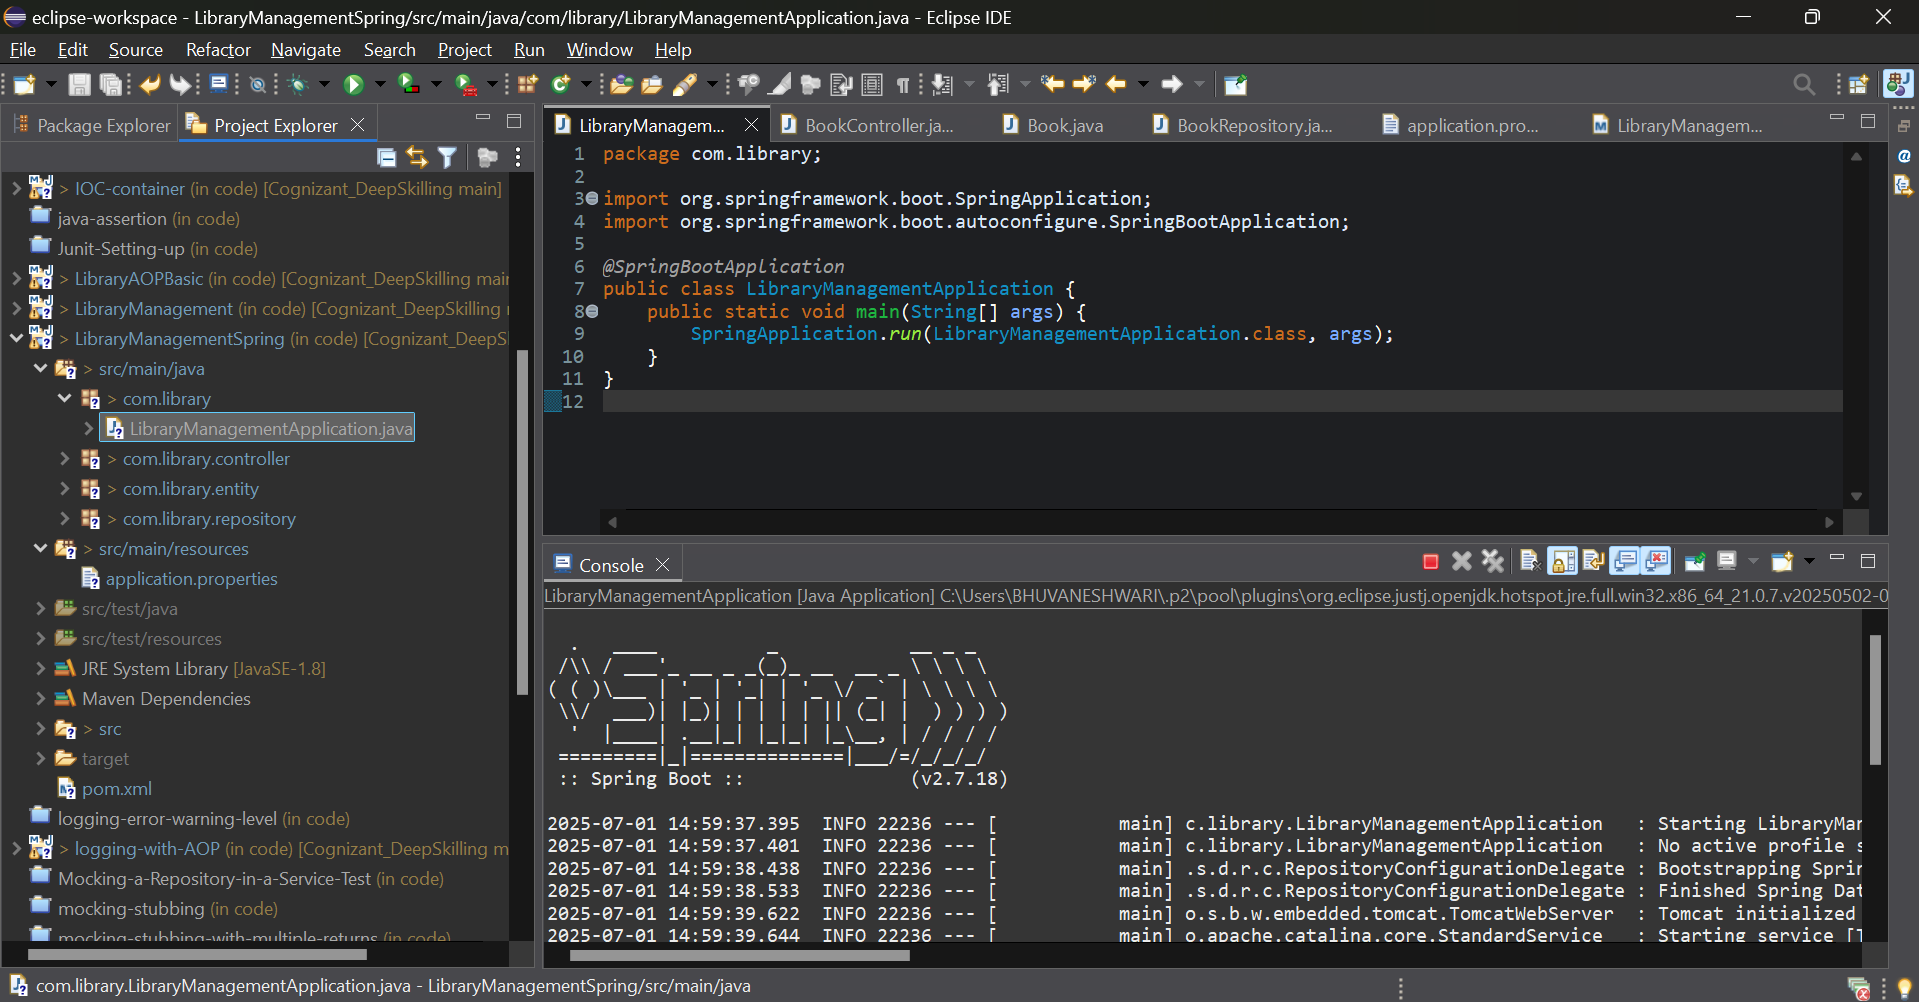 eclipse-workspace - LibraryManagementSpring/src/main/java/com/library/LibraryManagementApplication.java - Eclipse IDE
File Edit Source Refactor Navigate Search Project Run Window Help
Package Explorer
Project Explorer
> IOC-container (in code) [Cognizant_DeepSkilling main]
java-assertion (in code)
Junit-Setting-up (in code)
> LibraryAOPBasic (in code) [Cognizant_DeepSkilling mai
> LibraryManagement (in code) [Cognizant_DeepSkilling
> LibraryManagementSpring (in code) [Cognizant_DeepS
> src/main/java
> com.library
LibraryManagementApplication.java
> com.library.controller
> com.library.entity
> com.library.repository
> src/main/resources
application.properties
src/test/java
src/test/resources
JRE System Library [JavaSE-1.8]
Maven Dependencies
> src
target
pom.xml
logging-error-warning-level (in code)
> logging-with-AOP (in code) [Cognizant_DeepSkilling m
Mocking-a-Repository-in-a-Service-Test (in code)
mocking-stubbing (in code)
mocking-stubbing-with-multiple-returns (in code)
LibraryManagem... BookController.ja... Book.java BookRepository.ja... application.pro... LibraryManagem...
1 package com.library;
2
3 import org.springframework.boot.SpringApplication;
4 import org.springframework.boot.autoconfigure.SpringBootApplication;
5
6 @SpringBootApplication
7 public class LibraryManagementApplication {
8 public static void main(String[] args) {
9 SpringApplication.run(LibraryManagementApplication.class, args);
10 }
11 }
12
Console
LibraryManagementApplication [Java Application] C:\Users\BHUVANESHWARI\.p2\pool\plugins\org.eclipse.justj.openjdk.hotspot.jre.full.win32.x86_64_21.0.7.v20250502-0
Spring
:: Spring Boot :: (v2.7.18)
2025-07-01 14:59:37.395 INFO 22236 --- [ main] c.library.LibraryManagementApplication : Starting LibraryMar
2025-07-01 14:59:37.401 INFO 22236 --- [ main] c.library.LibraryManagementApplication : No active profile s
2025-07-01 14:59:38.438 INFO 22236 --- [ main] .s.d.r.c.RepositoryConfigurationDelegate : Bootstrapping Sprin
2025-07-01 14:59:38.533 INFO 22236 --- [ main] .s.d.r.c.RepositoryConfigurationDelegate : Finished Spring Dat
2025-07-01 14:59:39.622 INFO 22236 --- [ main] o.s.b.w.embedded.tomcat.TomcatWebServer : Tomcat initialized
2025-07-01 14:59:39.644 INFO 22236 --- [ main] o.apache.catalina.core.StandardService : Starting service [T
com.library.LibraryManagementApplication.java - LibraryManagementSpring/src/main/java